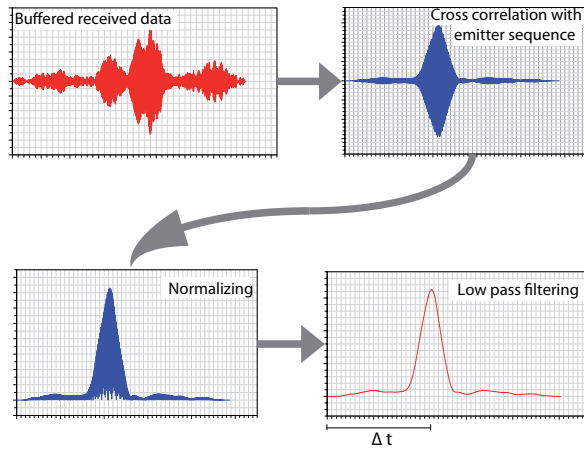 Buffered received data
Cross correlation with
emitter sequence
Normalizing
Low pass filtering
Δ t